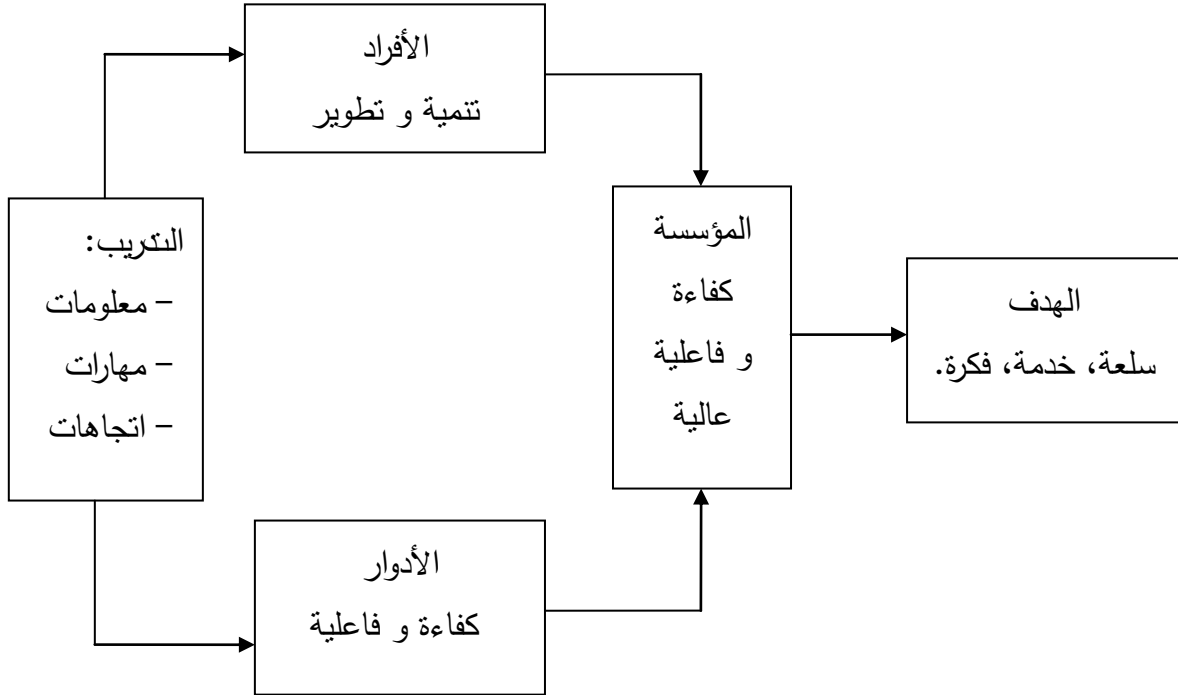 الأفراد
تنمية و تطوير
التدريب:
– معلومات
– مهارات
– اتجاهات
المؤسسة
كفاءة
و فاعلية
عالية
الهدف
سلعة، خدمة، فكرة.
الأدوار
كفاءة و فاعلية